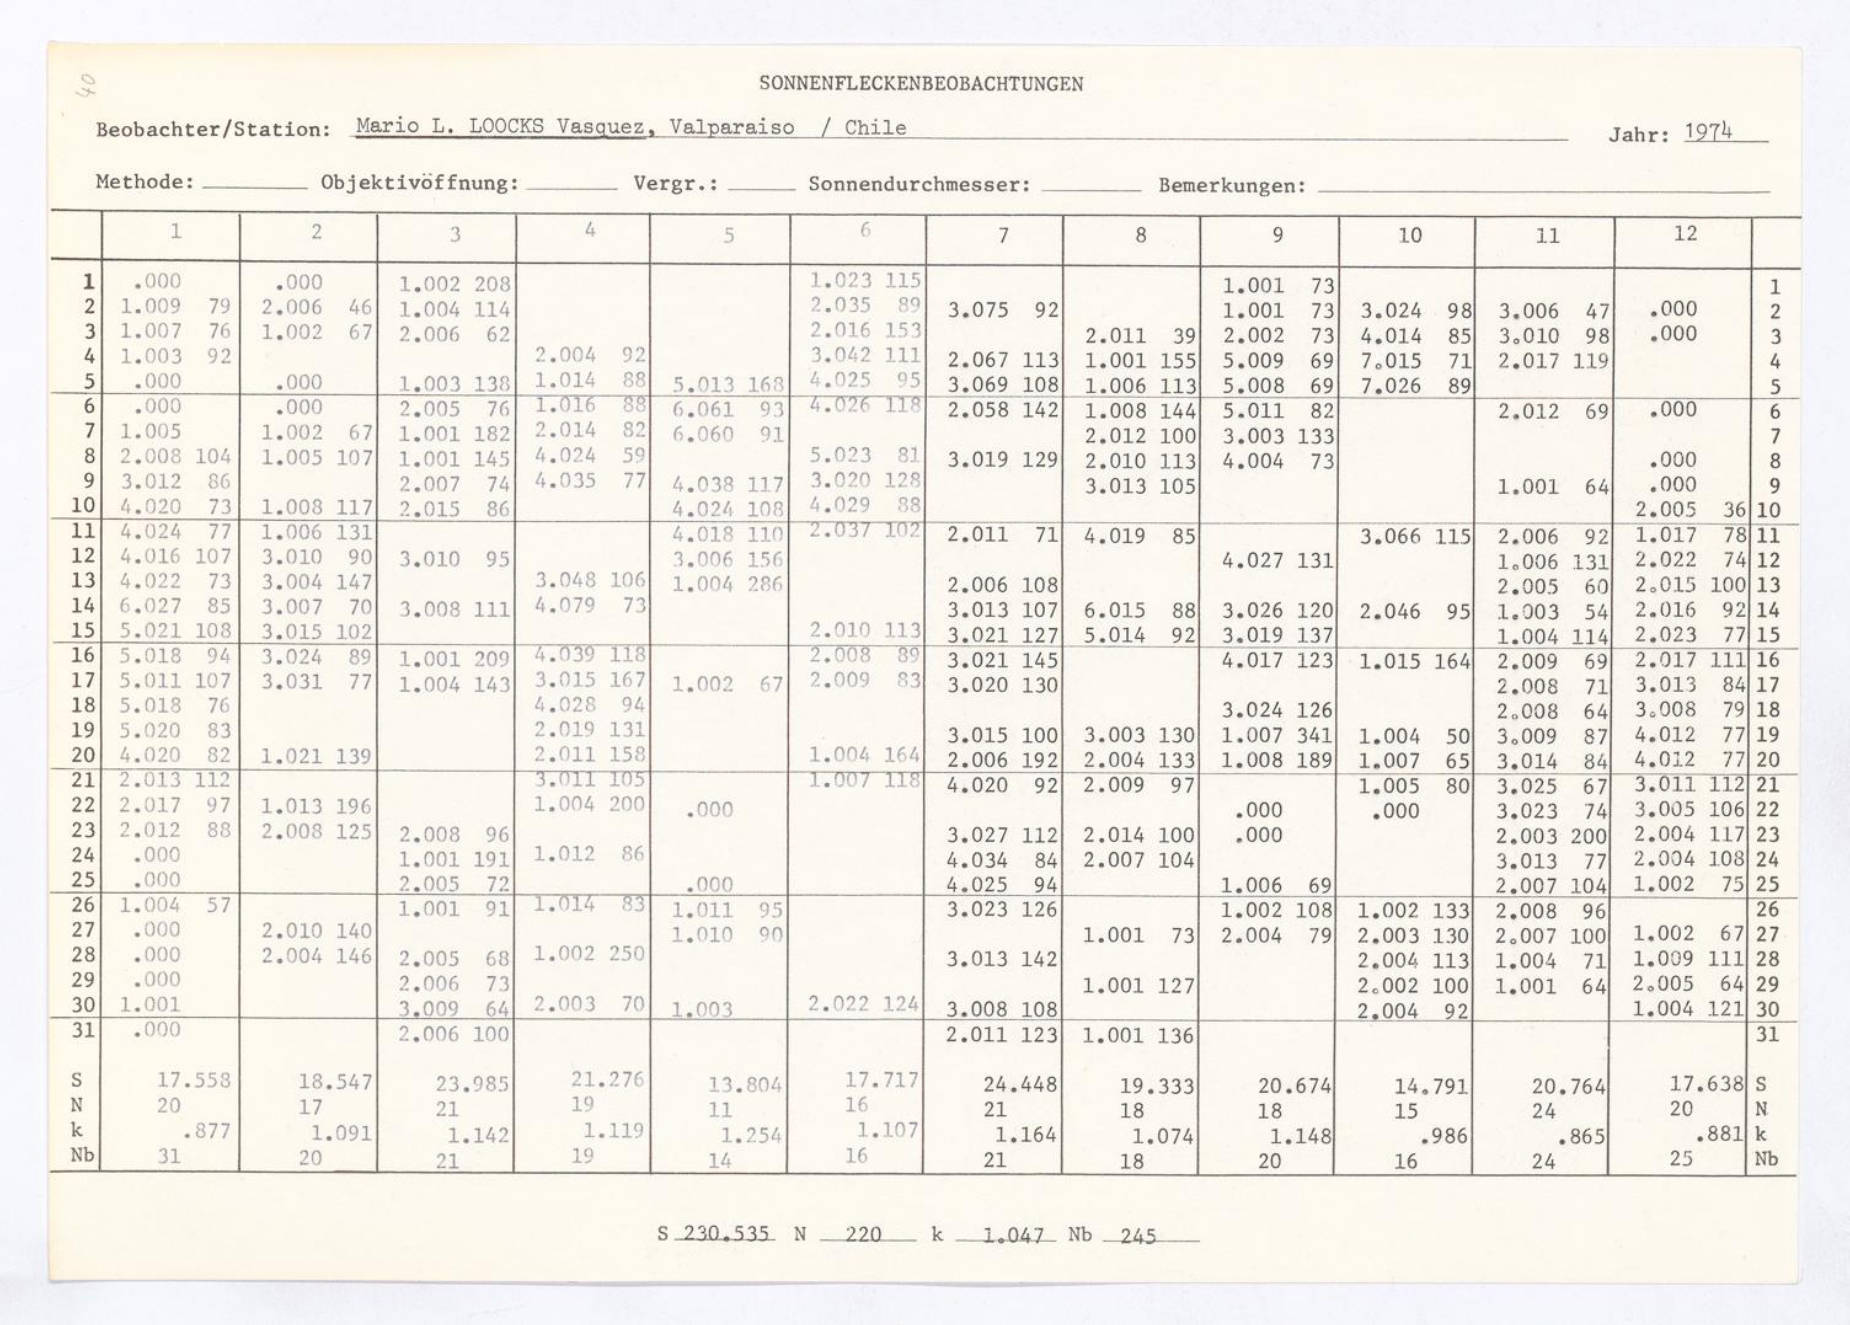 40
SONNENFLECKENBEOBACHTUNGEN
Beobachter/Station: Mario L. LOOCKS Vasquez, Valparaiso / Chile Jahr: 1974
Methode: Objektivöffnung: Vergr.: Sonnendurchmesser: Bemerkungen:
1 2 3 4 5 6 7 8 9 10 11 12
1 .000 .000 1.002 208 1.023 115 1.001 73 1
2 1.009 79 2.006 46 1.004 114 2.035 89 3.075 92 1.001 73 3.024 98 3.006 47 .000 2
3 1.007 76 1.002 67 2.006 62 2.016 153 2.011 39 2.002 73 4.014 85 3.010 98 .000 3
4 1.003 92 2.004 92 3.042 111 2.067 113 1.001 155 5.009 69 7.015 71 2.017 119 4
5 .000 .000 1.003 138 1.014 88 5.013 168 4.025 95 3.069 108 1.006 113 5.008 69 7.026 89 5
6 .000 .000 2.005 76 1.016 88 6.061 93 4.026 118 2.058 142 1.008 144 5.011 82 2.012 69 .000 6
7 1.005 1.002 67 1.001 182 2.014 82 6.060 91 2.012 100 3.003 133 7
8 2.008 104 1.005 107 1.001 145 4.024 59 5.023 81 3.019 129 2.010 113 4.004 73 .000 8
9 3.012 86 2.007 74 4.035 77 4.038 117 3.020 128 3.013 105 1.001 64 .000 9
10 4.020 73 1.008 117 2.015 86 4.024 108 4.029 88 2.005 36 10
11 4.024 77 1.006 131 4.018 110 2.037 102 2.011 71 4.019 85 3.066 115 2.006 92 1.017 78 11
12 4.016 107 3.010 90 3.010 95 3.006 156 4.027 131 1.006 131 2.022 74 12
13 4.022 73 3.004 147 3.048 106 1.004 286 2.006 108 2.005 60 2.015 100 13
14 6.027 85 3.007 70 3.008 111 4.079 73 3.013 107 6.015 88 3.026 120 2.046 95 1.003 54 2.016 92 14
15 5.021 108 3.015 102 2.010 113 3.021 127 5.014 92 3.019 137 1.004 114 2.023 77 15
16 5.018 94 3.024 89 1.001 209 4.039 118 2.008 89 3.021 145 4.017 123 1.015 164 2.009 69 2.017 111 16
17 5.011 107 3.031 77 1.004 143 3.015 167 1.002 67 2.009 83 3.020 130 2.008 71 3.013 84 17
18 5.018 76 4.028 94 3.024 126 2.008 64 3.008 79 18
19 5.020 83 2.019 131 3.015 100 3.003 130 1.007 341 1.004 50 3.009 87 4.012 77 19
20 4.020 82 1.021 139 2.011 158 1.004 164 2.006 192 2.004 133 1.008 189 1.007 65 3.014 84 4.012 77 20
21 2.013 112 3.011 105 1.007 118 4.020 92 2.009 97 1.005 80 3.025 67 3.011 112 21
22 2.017 97 1.013 196 1.004 200 .000 .000 .000 3.023 74 3.005 106 22
23 2.012 88 2.008 125 2.008 96 3.027 112 2.014 100 .000 2.003 200 2.004 117 23
24 .000 1.001 191 1.012 86 4.034 84 2.007 104 3.013 77 2.004 108 24
25 .000 2.005 72 .000 4.025 94 1.006 69 2.007 104 1.002 75 25
26 1.004 57 1.001 91 1.014 83 1.011 95 3.023 126 1.002 108 1.002 133 2.008 96 26
27 .000 2.010 140 1.010 90 1.001 73 2.004 79 2.003 130 2.007 100 1.002 67 27
28 .000 2.004 146 2.005 68 1.002 250 3.013 142 2.004 113 1.004 71 1.009 111 28
29 .000 2.006 73 1.001 127 2.002 100 1.001 64 2.005 64 29
30 1.001 3.009 64 2.003 70 1.003 2.022 124 3.008 108 2.004 92 1.004 121 30
31 .000 2.006 100 2.011 123 1.001 136 31
S 17.558 18.547 23.985 21.276 13.804 17.717 24.448 19.333 20.674 14.791 20.764 17.638 S
N 20 17 21 19 11 16 21 18 18 15 24 20 N
k .877 1.091 1.142 1.119 1.254 1.107 1.164 1.074 1.148 .986 .865 .881 k
Nb 31 20 21 19 14 16 21 18 20 16 24 25 Nb
S 230.535 N 220 k 1.047 Nb 245